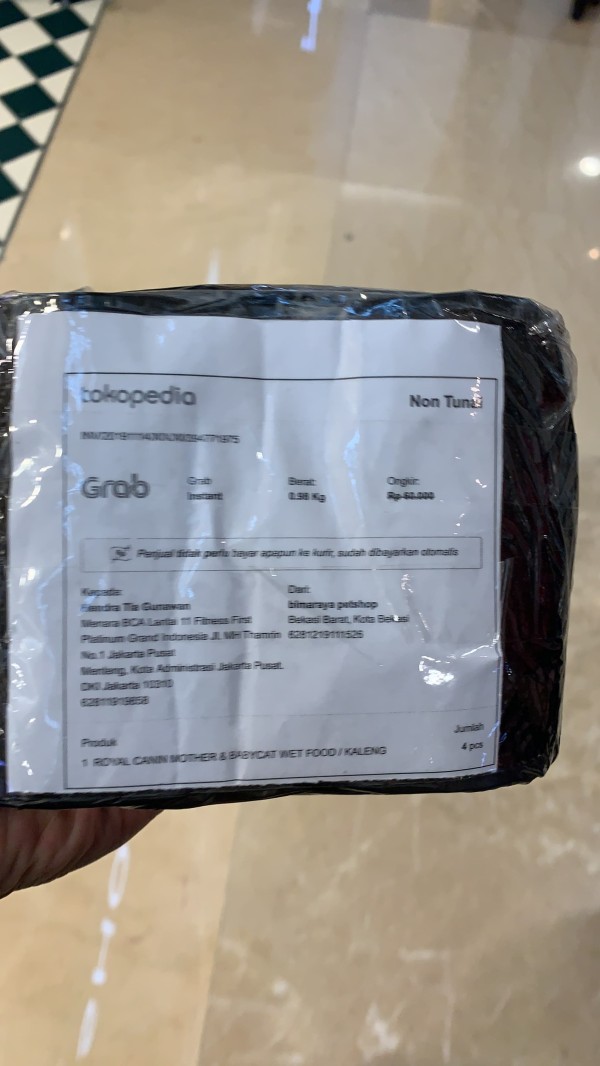 tokopedia
Non Tunai
Grab
Grab
Instant
Berat:
0.98 Kg
Ongkir:
Rp 60.000
Penjual tidak perlu bayar apapun ke kurir, sudah dibayarkan otomatis
Kepada:
Tia Gunawan
Menara BCA Lantai 11 Fitness First
Platinum Grand Indonesia Jl. MH Thamrin
No.1 Jakarta Pusat
Menteng, Kota Administrasi Jakarta Pusat,
DKI Jakarta 10310
Dari:
bimaraya petshop
Bekasi Barat, Kota Bekasi
6281219111526
Produk
Jumlah
1 ROYAL CANIN MOTHER & BABYCAT WET FOOD / KALENG
4 pcs